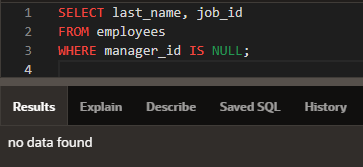 1 SELECT last_name, job_id
2 FROM employees
3 WHERE manager_id IS NULL;
4
Results Explain Describe Saved SQL History
no data found